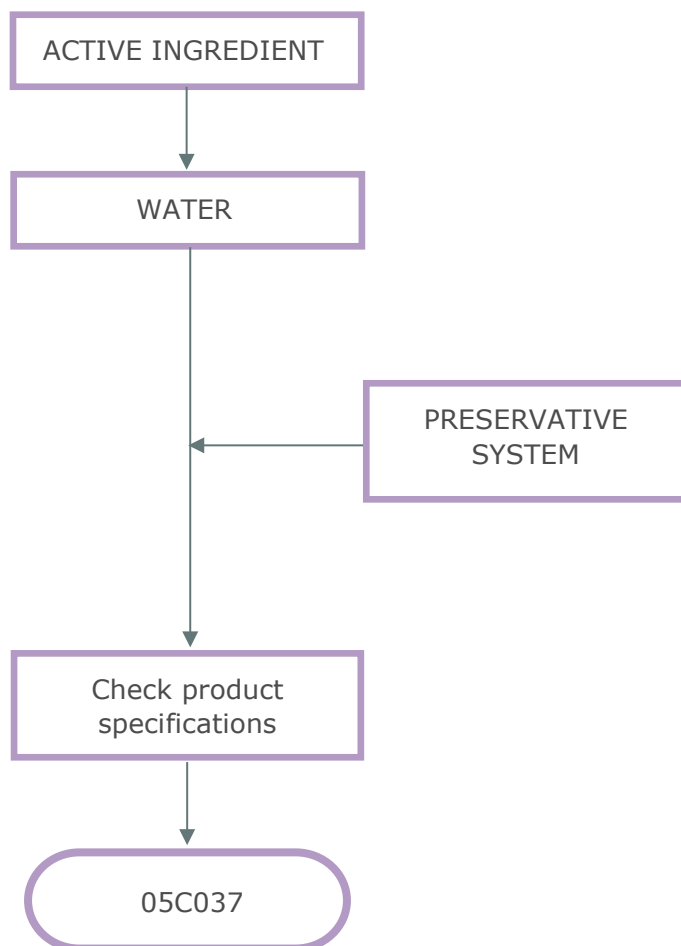 ACTIVE INGREDIENT
WATER
PRESERVATIVE
SYSTEM
Check product
specifications
05C037